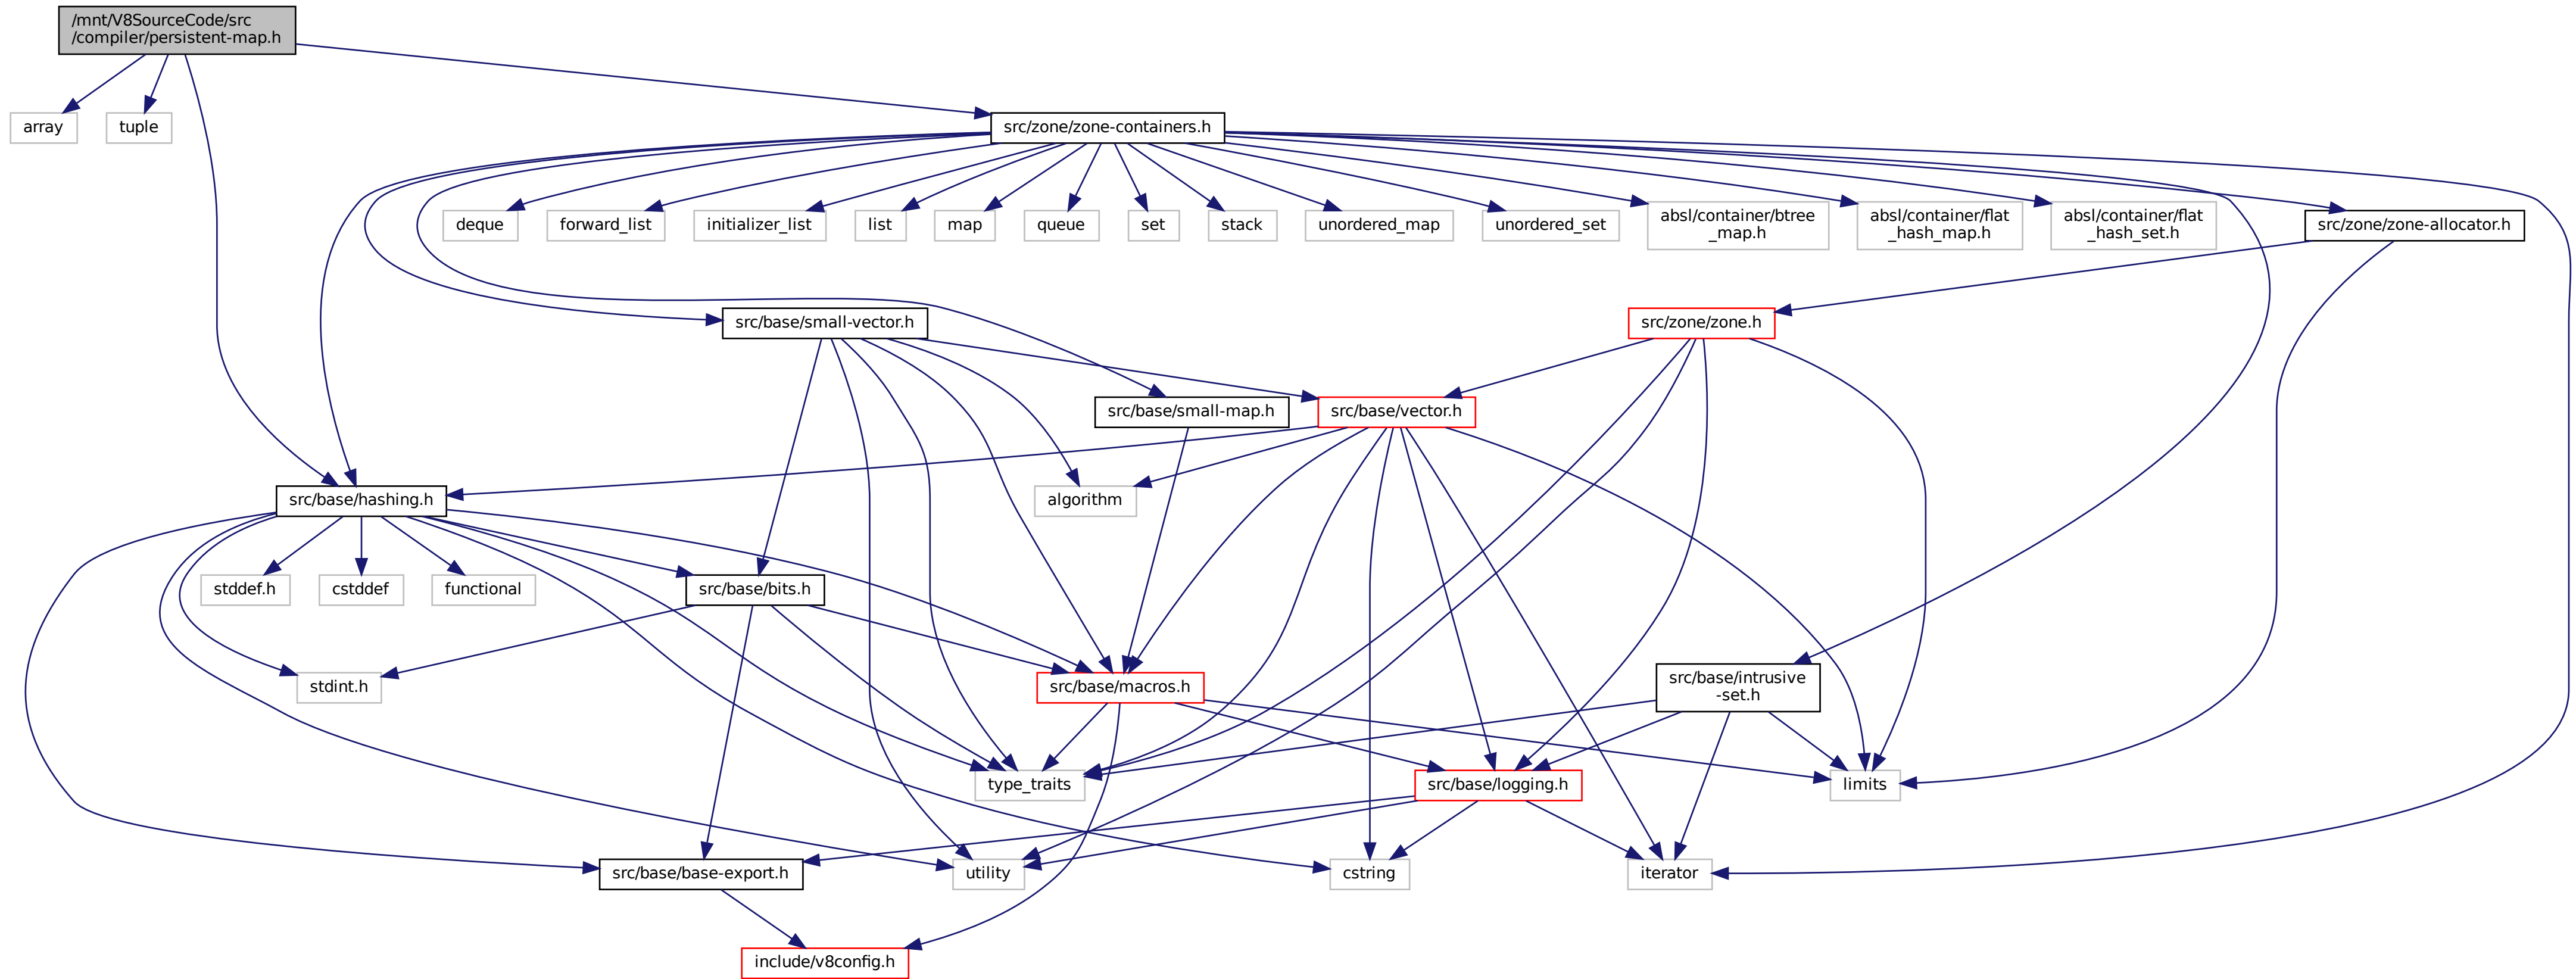 /mnt/V8SourceCode/src
/compiler/persistent-map.h
array
tuple
src/zone/zone-containers.h
deque
forward_list
initializer_list
list
map
queue
set
stack
unordered_map
unordered_set
absl/container/btree
_map.h
absl/container/flat
_hash_map.h
absl/container/flat
_hash_set.h
src/zone/zone-allocator.h
src/base/small-vector.h
src/zone/zone.h
src/base/small-map.h
src/base/vector.h
src/base/hashing.h
algorithm
stddef.h
cstddef
functional
src/base/bits.h
stdint.h
src/base/macros.h
src/base/intrusive
-set.h
type_traits
src/base/logging.h
limits
src/base/base-export.h
utility
cstring
iterator
include/v8config.h